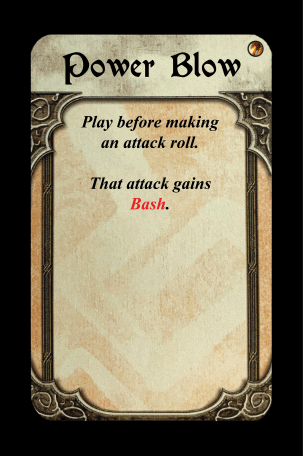 Power Blow
Play before making
an attack roll.
That attack gains
Bash.